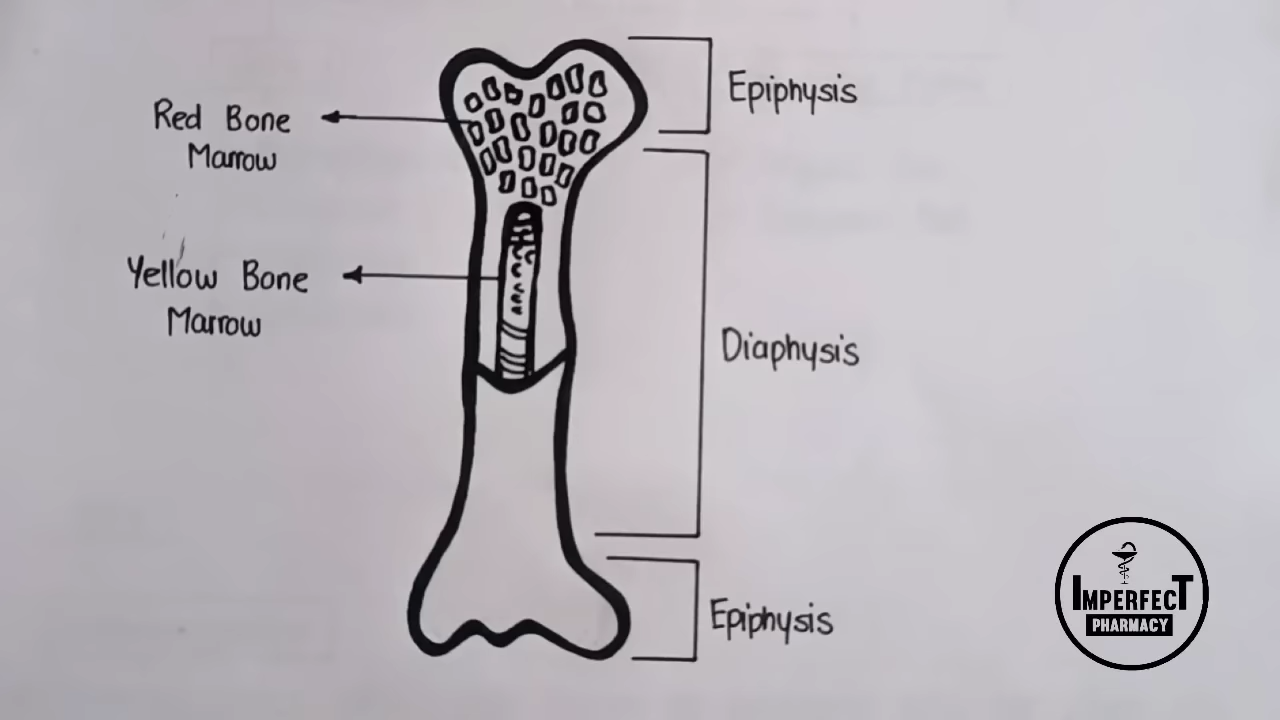 Epiphysis
Red Bone
Marrow
Yellow Bone
Marrow
Diaphysis
Epiphysis
IMPERFECT
PHARMACY